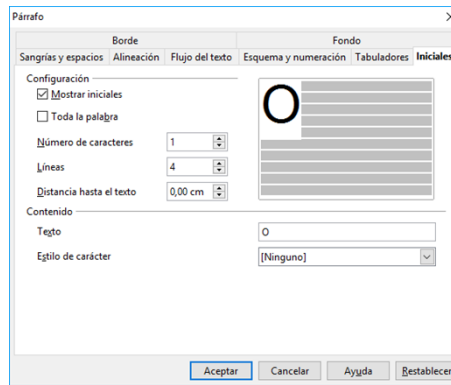 Párrafo
Borde Fondo
Sangrías y espacios Alineación Flujo del texto Esquema y numeración Tabuladores Iniciales
Configuración
Mostrar iniciales
Toda la palabra
Número de caracteres 1
Líneas 4
Distancia hasta el texto 0,00 cm
O
Contenido
Texto O
Estilo de carácter [Ninguno]
Aceptar Cancelar Ayuda Restablecer